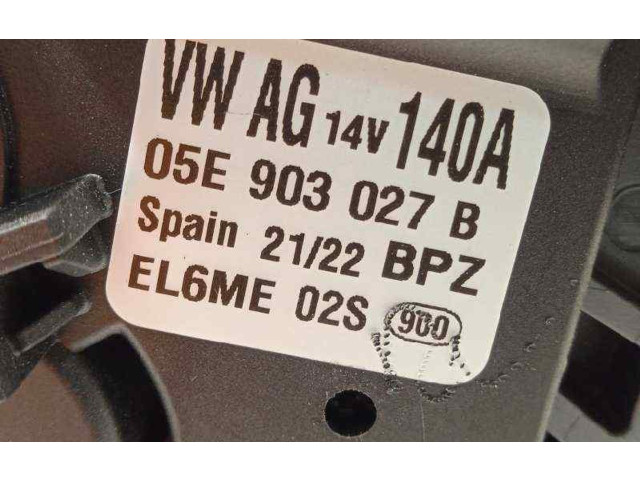 VW AG 14V 140A
05E 903 027 B
Spain 21/22 BPZ
EL6ME 02S 900